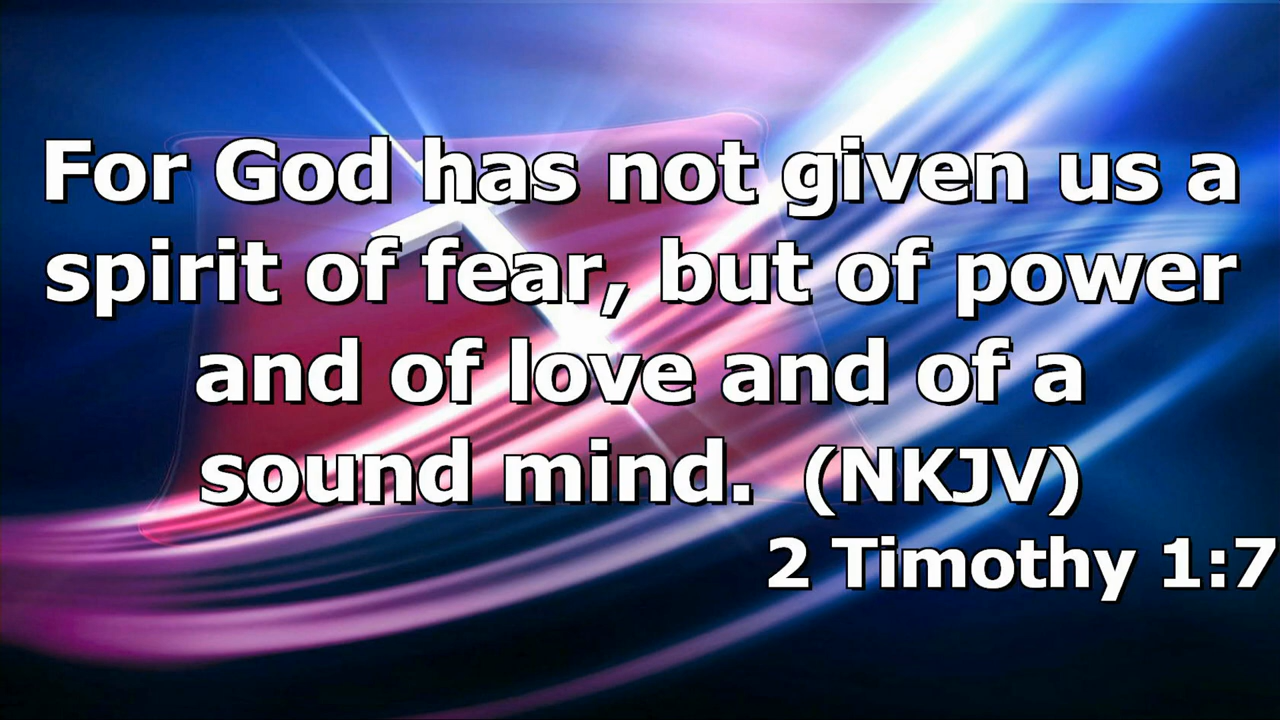 For God has not given us a
spirit of fear, but of power
and of love and of a
sound mind.  (NKJV)
2 Timothy 1:7